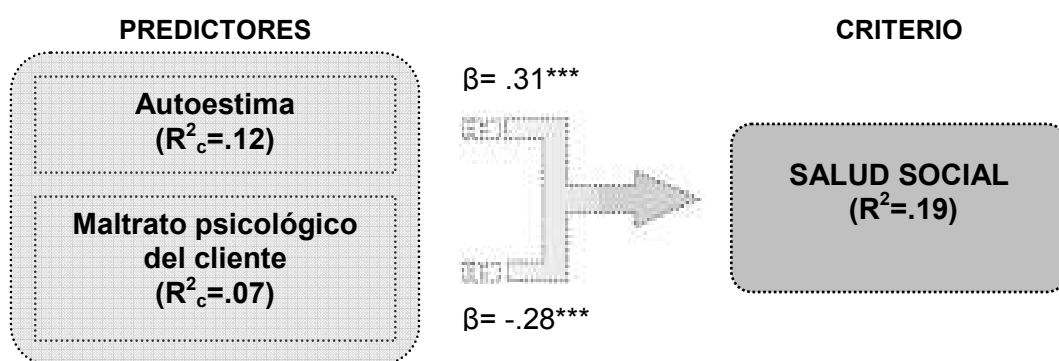 PREDICTORES
CRITERIO
β= .31***
Autoestima
(R²c=.12)
SALUD SOCIAL
(R²=.19)
Maltrato psicológico
del cliente
(R²c=.07)
β= -.28***